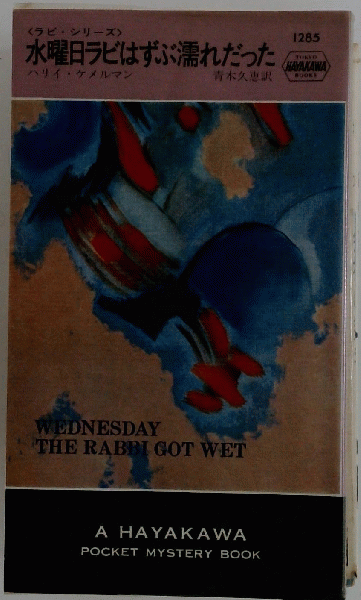 〈ラビ・シリーズ〉
水曜日ラビはずぶ濡れだった
ハリイ・ケメルマン
青木久恵訳
1285
TOKYO
HAYAKAWA
BOOKS
WEDNESDAY
THE RABBI GOT WET
A HAYAKAWA
POCKET MYSTERY BOOK